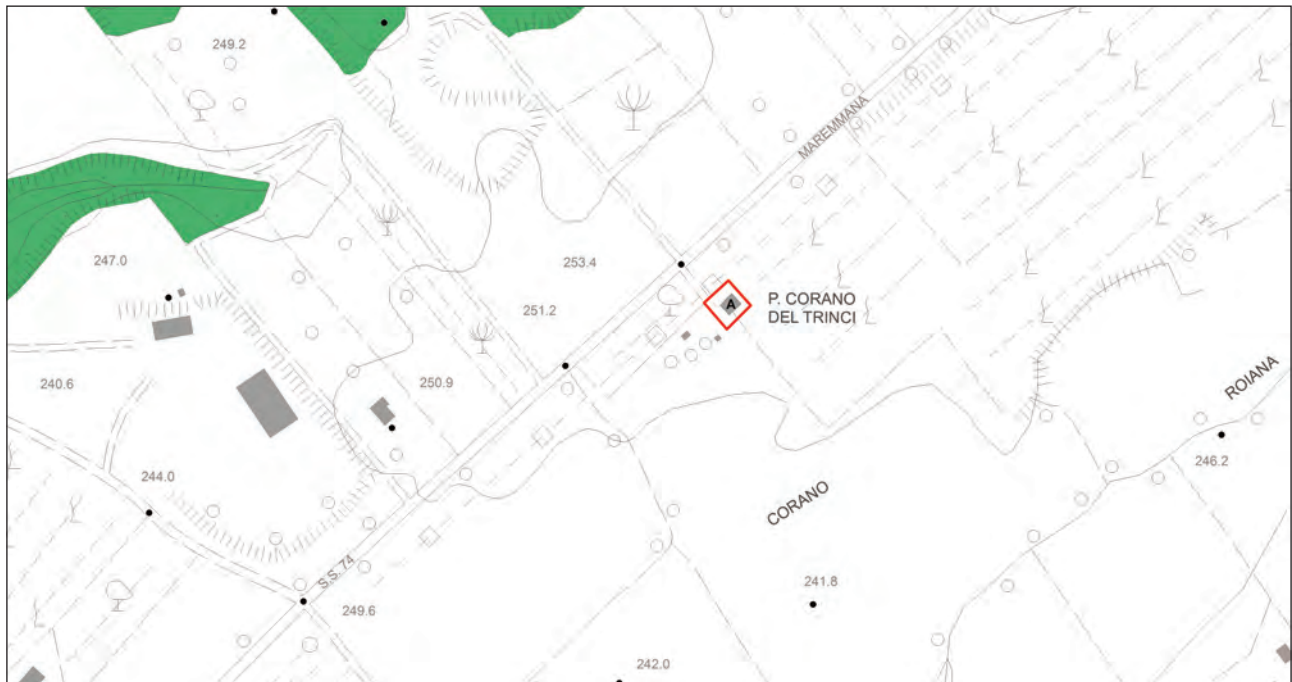 249.2
MAREMMANA
247.0
253.4
A
P. CORANO
DEL TRINCI
251.2
240.6
250.9
ROIANA
246.2
244.0
CORANO
S.S. 74
241.8
249.6
242.0